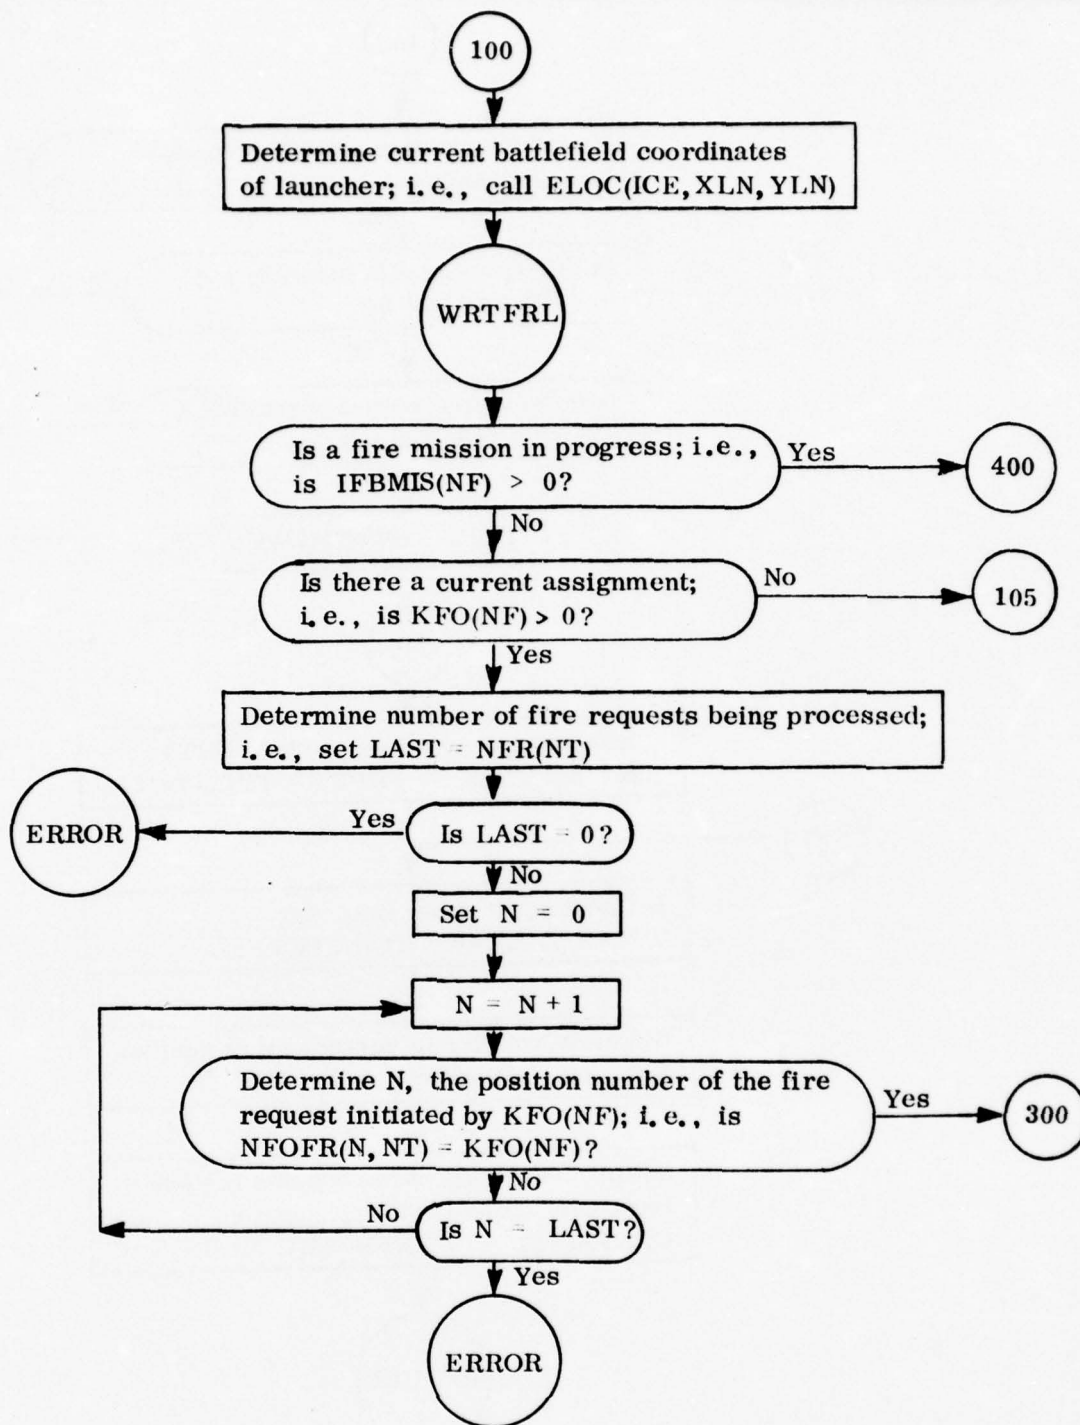 100
Determine current battlefield coordinates
of launcher; i.e., call ELOC(ICE,XLN,YLN)
WRTFRL
Is a fire mission in progress; i.e.,
is IFBMIS(NF) > 0?
Yes
400
No
Is there a current assignment;
i.e., is KFO(NF) > 0?
No
105
Yes
Determine number of fire requests being processed;
i.e., set LAST = NFR(NT)
ERROR
Yes
Is LAST = 0?
No
Set N = 0
N = N + 1
Determine N, the position number of the fire
request initiated by KFO(NF); i.e., is
NFOFR(N,NT) = KFO(NF)?
Yes
300
No
No
Is N = LAST?
Yes
ERROR